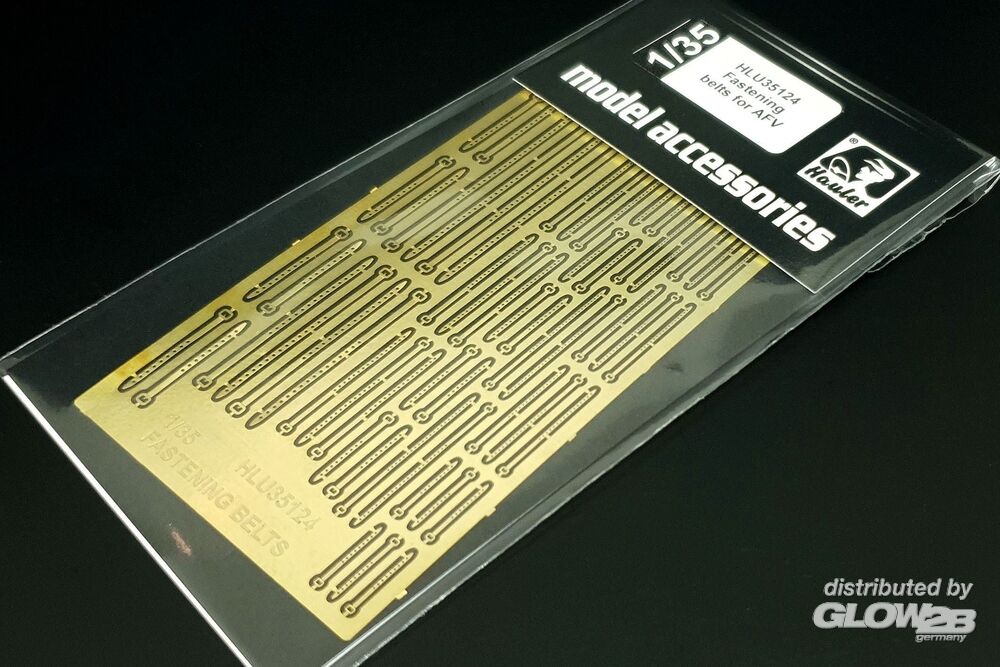 1/35
HLU35124
Fastening
belts for AFV
model accessories
®
Hauler
1/35 HLU35124
FASTENING BELTS
distributed by
GLOW2B
germany